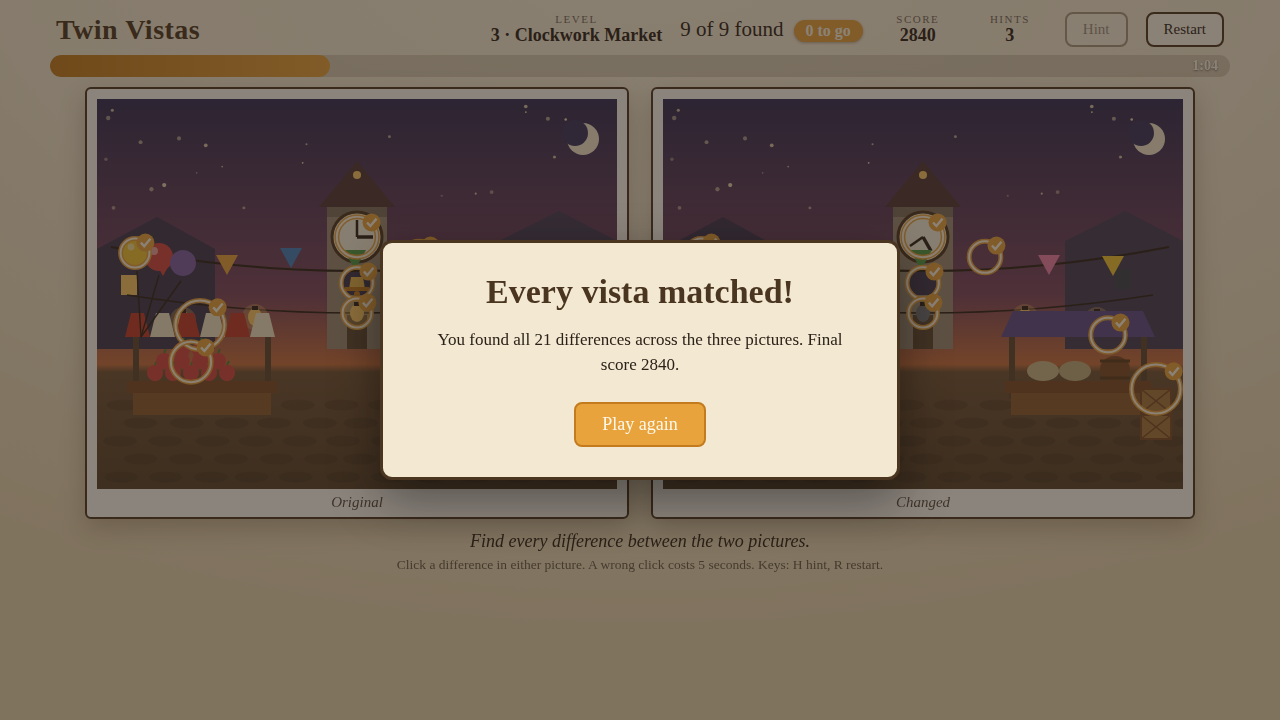 Twin Vistas
LEVEL
3 · Clockwork Market
9 of 9 found
0 to go
SCORE
2840
HINTS
3
Hint
Restart
1:04
Every vista matched!
You found all 21 differences across the three pictures. Final
score 2840.
Play again
Original
Changed
Find every difference between the two pictures.
Click a difference in either picture. A wrong click costs 5 seconds. Keys: H hint, R restart.